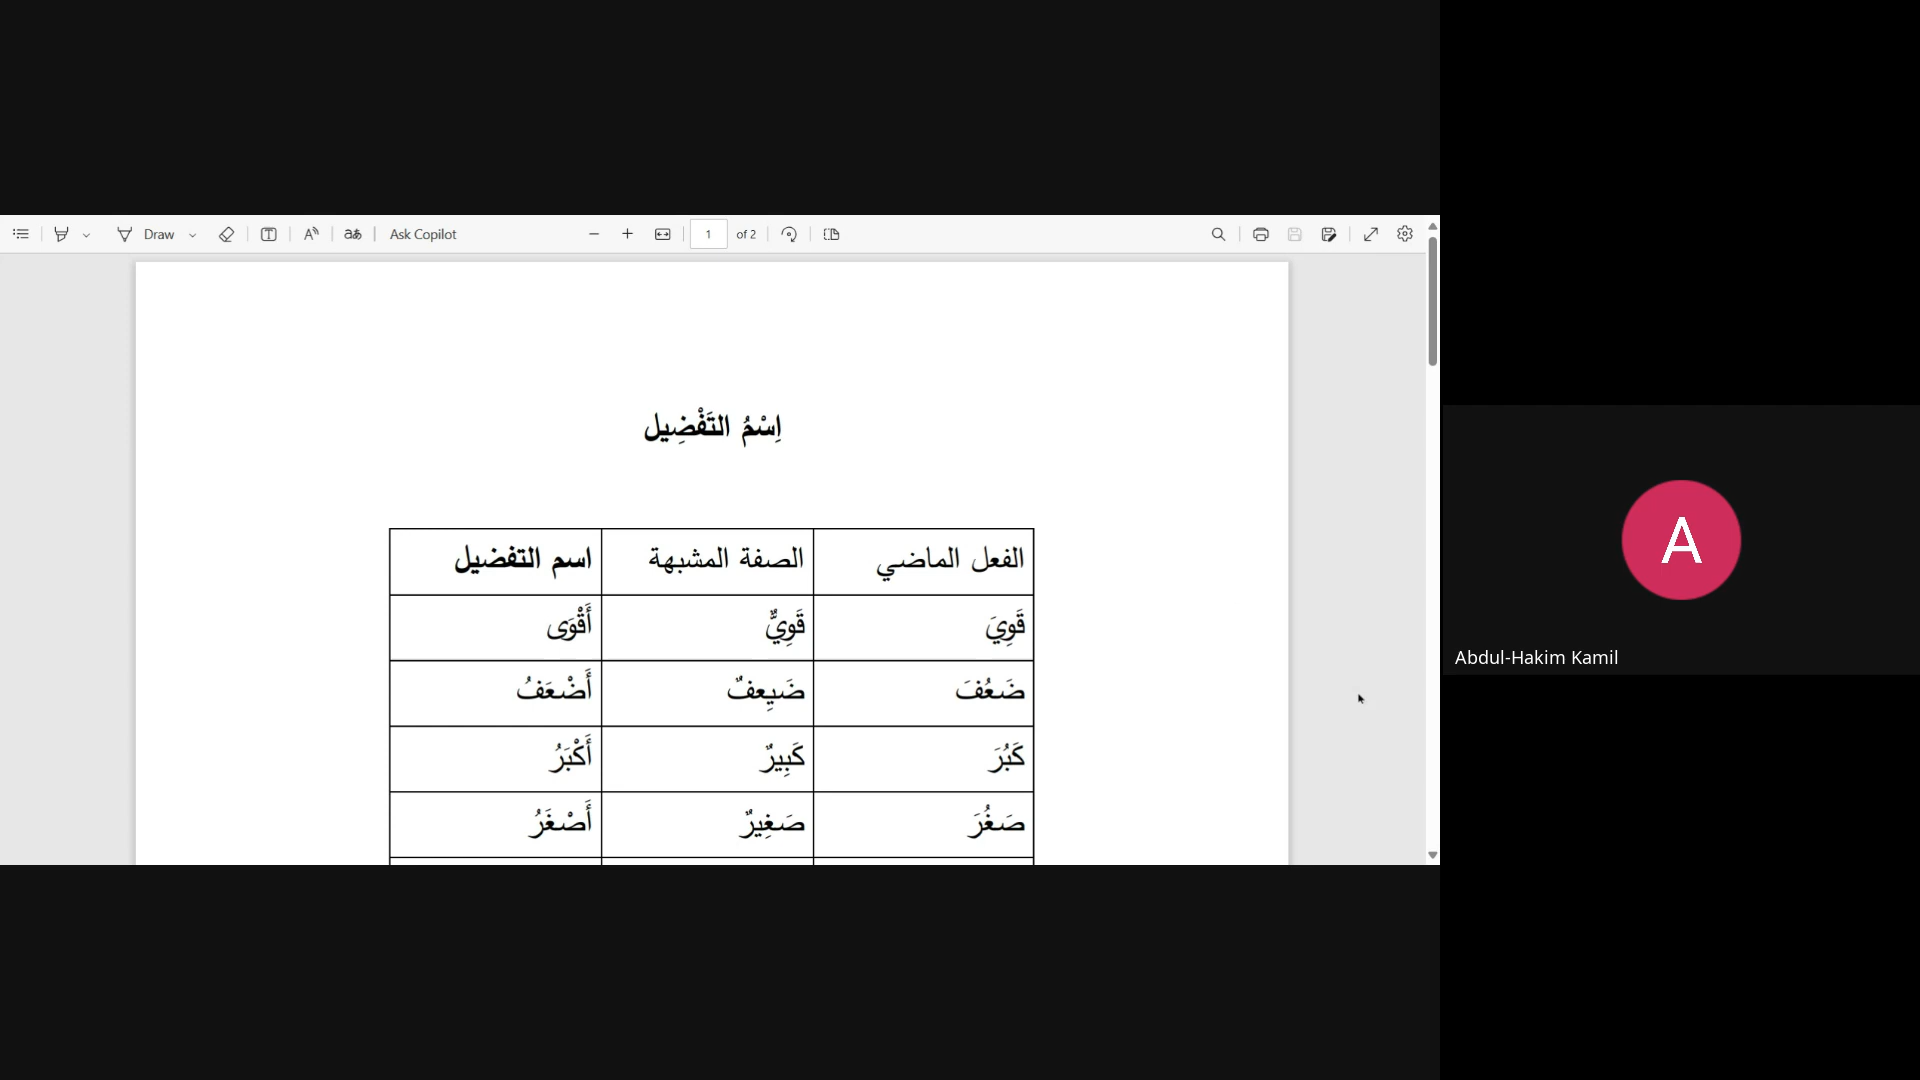 Draw
Ask Copilot
1 of 2
اِسْمُ التَفْضِيل
الفعل الماضي الصفة المشبهة اسم التفضيل
قَوِيَ قَوِيٌّ أَقْوَى
ضَعُفَ ضَيِعفٌ أَضْعَفُ
كَبُرَ كَبِيرٌ أَكْبَرُ
صَغُرَ صَغِيرٌ أَصْغَرُ
A
Abdul-Hakim Kamil